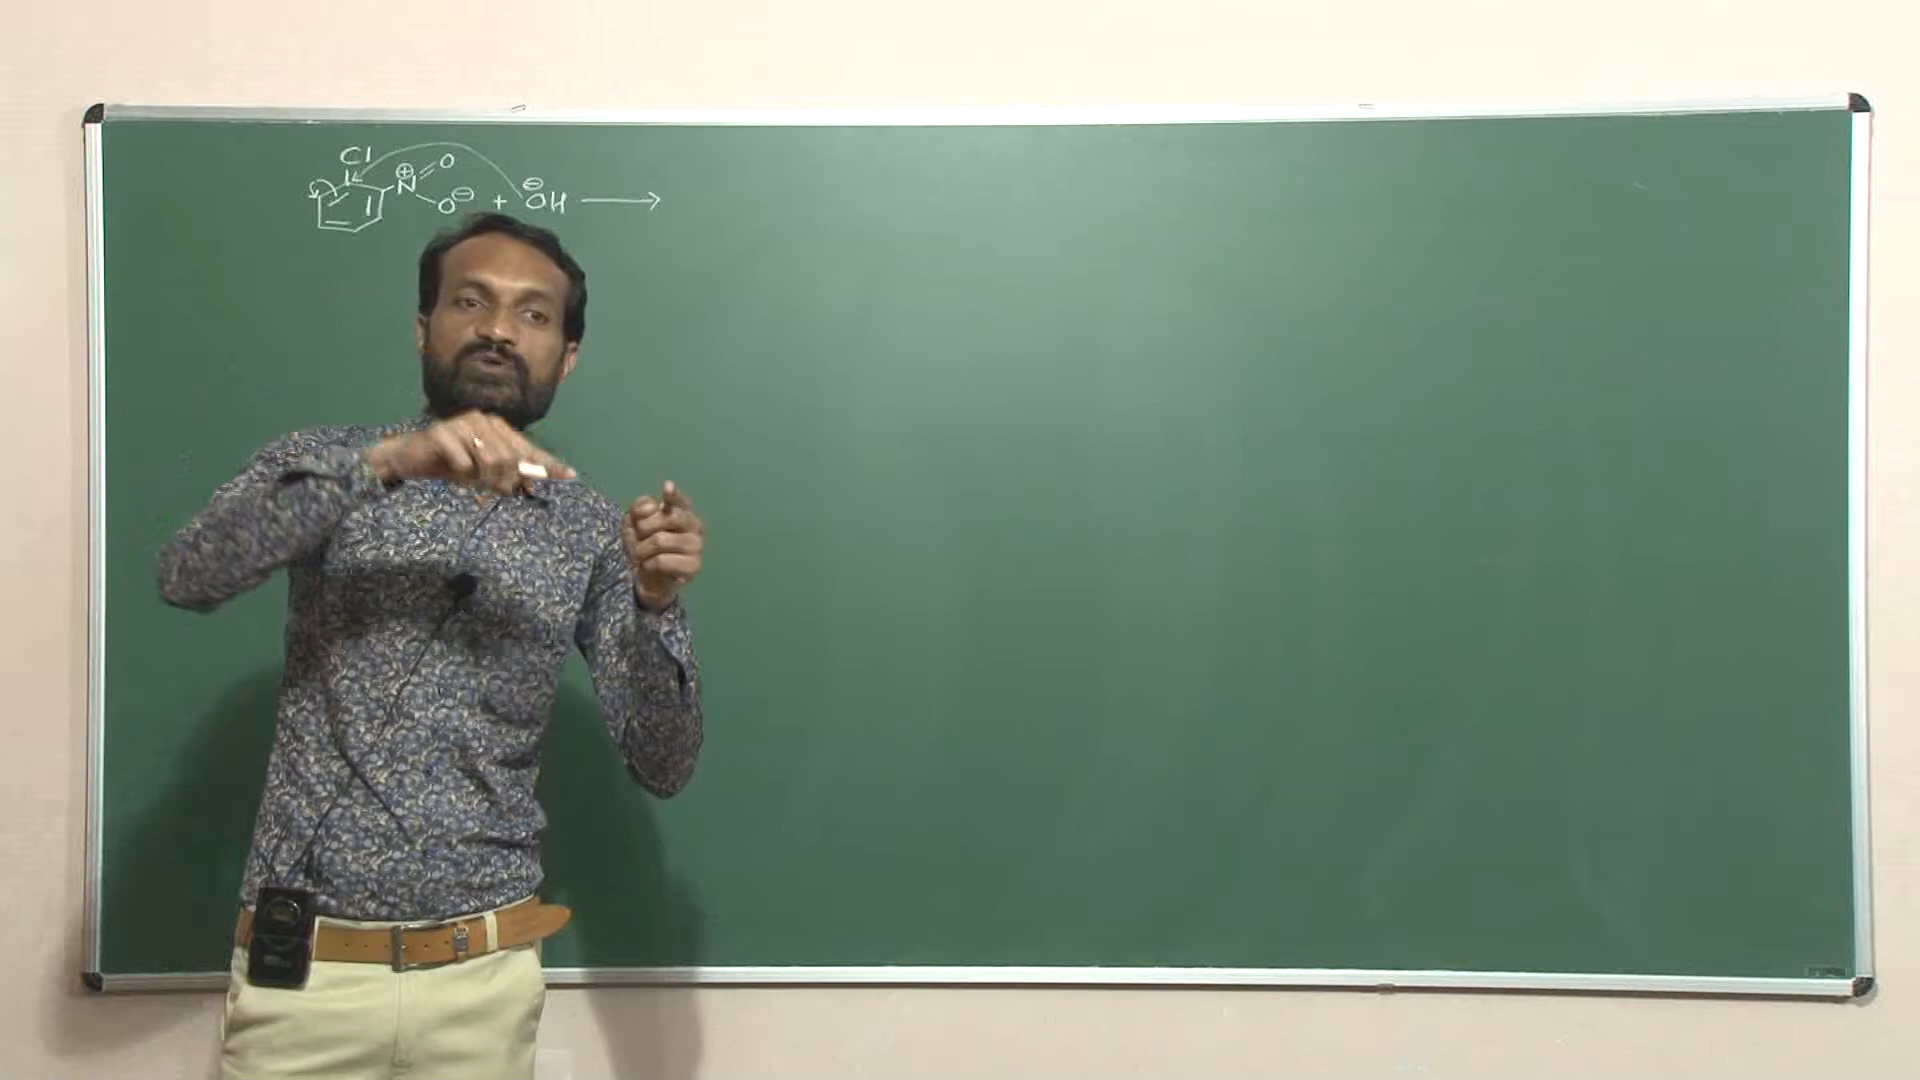 Cl
⊕ N O
O ⊖ + ⊖ OH ⟶